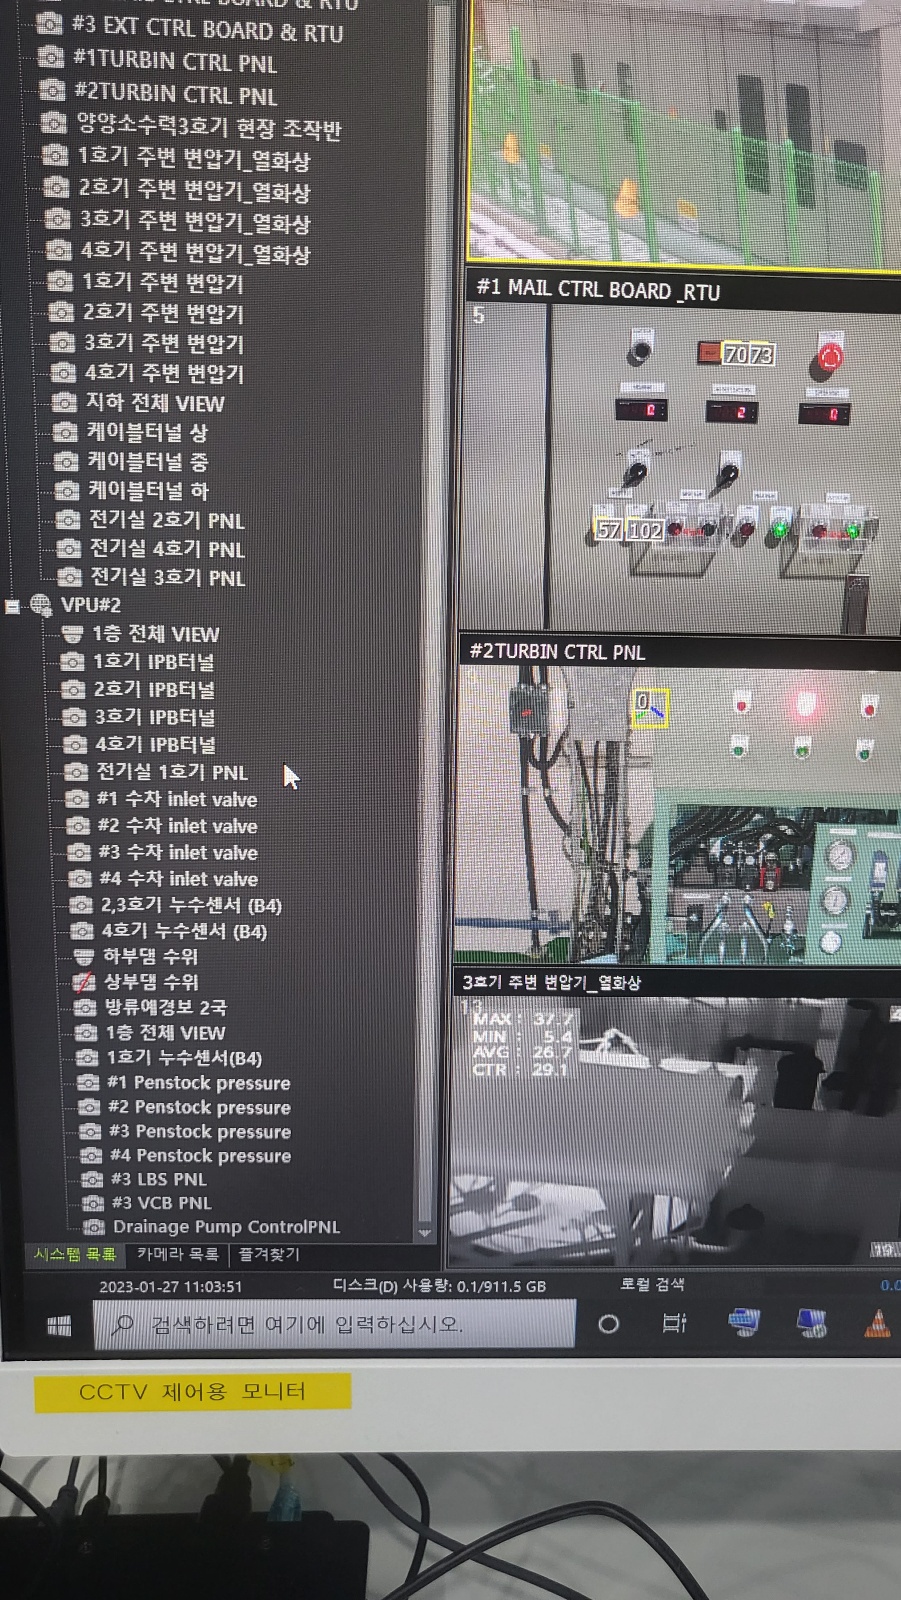 CTRL BOARD & RTU
#3 EXT CTRL BOARD & RTU
#1TURBIN CTRL PNL
#2TURBIN CTRL PNL
양양소수력3호기 현장 조작반
1호기 주변 변압기_열화상
2호기 주변 변압기_열화상
3호기 주변 변압기_열화상
4호기 주변 변압기_열화상
1호기 주변 변압기
2호기 주변 변압기
3호기 주변 변압기
4호기 주변 변압기
지하 전체 VIEW
케이블터널 상
케이블터널 중
케이블터널 하
전기실 2호기 PNL
전기실 4호기 PNL
전기실 3호기 PNL
VPU#2
1층 전체 VIEW
1호기 IPB터널
2호기 IPB터널
3호기 IPB터널
4호기 IPB터널
전기실 1호기 PNL
#1 수차 inlet valve
#2 수차 inlet valve
#3 수차 inlet valve
#4 수차 inlet valve
2,3호기 누수센서 (B4)
4호기 누수센서 (B4)
하부댐 수위
상부댐 수위
방류예경보 2국
1층 전체 VIEW
1호기 누수센서(B4)
#1 Penstock pressure
#2 Penstock pressure
#3 Penstock pressure
#4 Penstock pressure
#3 LBS PNL
#3 VCB PNL
Drainage Pump ControlPNL
시스템 목록 카메라 목록 즐겨찾기
#1 MAIL CTRL BOARD _RTU
5
70 73
57 102
#2TURBIN CTRL PNL
0
3호기 주변 변압기_열화상
MAX : 37.7
MIN : 5.4
AVG : 26.7
CTR : 29.1
2023-01-27 11:03:51 디스크(D) 사용량: 0.1/911.5 GB 로컬 검색
검색하려면 여기에 입력하십시오.
CCTV 제어용 모니터